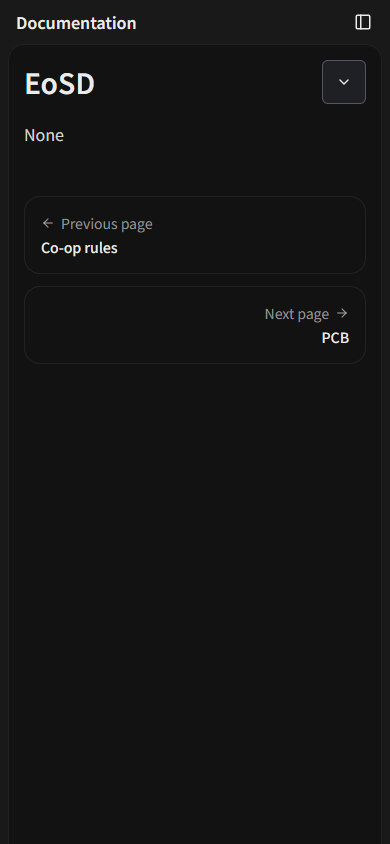 Documentation
EoSD
None
Previous page
Co-op rules
Next page
PCB